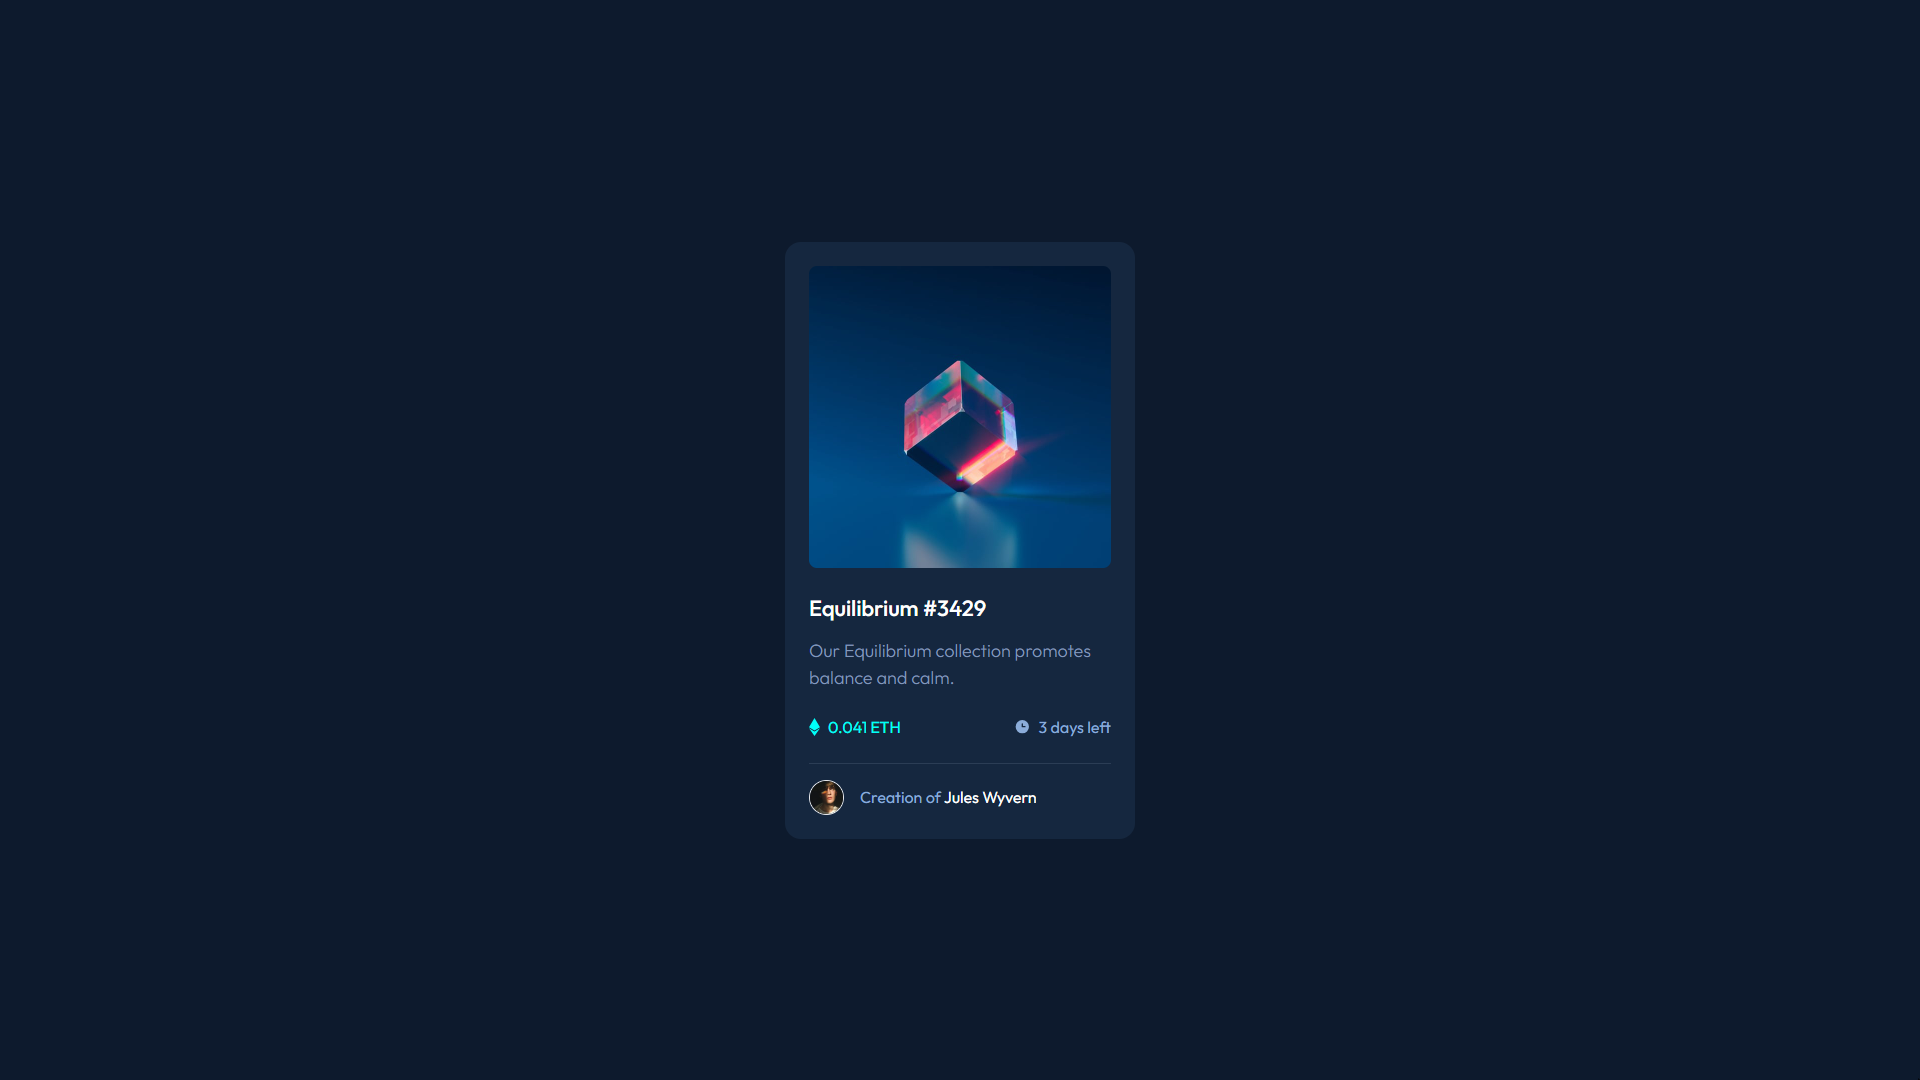 Equilibrium #3429
Our Equilibrium collection promotes
balance and calm.
0.041 ETH
3 days left
Creation of Jules Wyvern